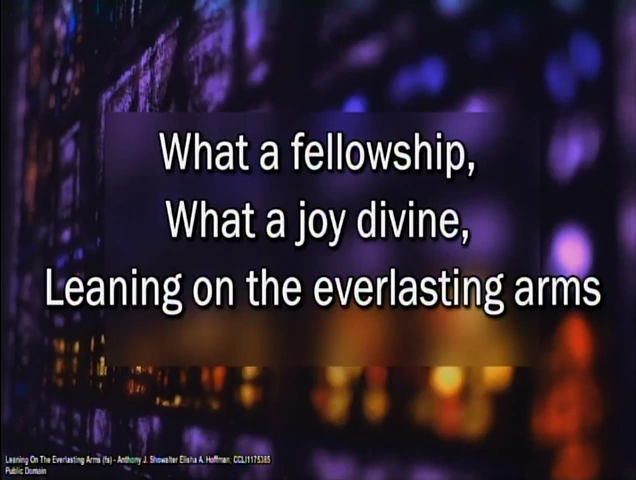 What a fellowship,
What a joy divine,
Leaning on the everlasting arms
Leaning On The Everlasting Arms (fs) - Anthony J. Showalter Elisha A. Hoffman; CCLI1175385
Public Domain